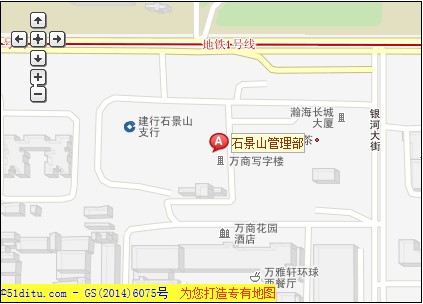 号
地铁1号线
建行石景山
支行
瀚海长城
大厦
银河大街
A
石景山管理部
茶
万商写字楼
万商花园
酒店
万雅轩环球
西餐厅
©51ditu.com - GS(2014)6075号 为您打造专有地图